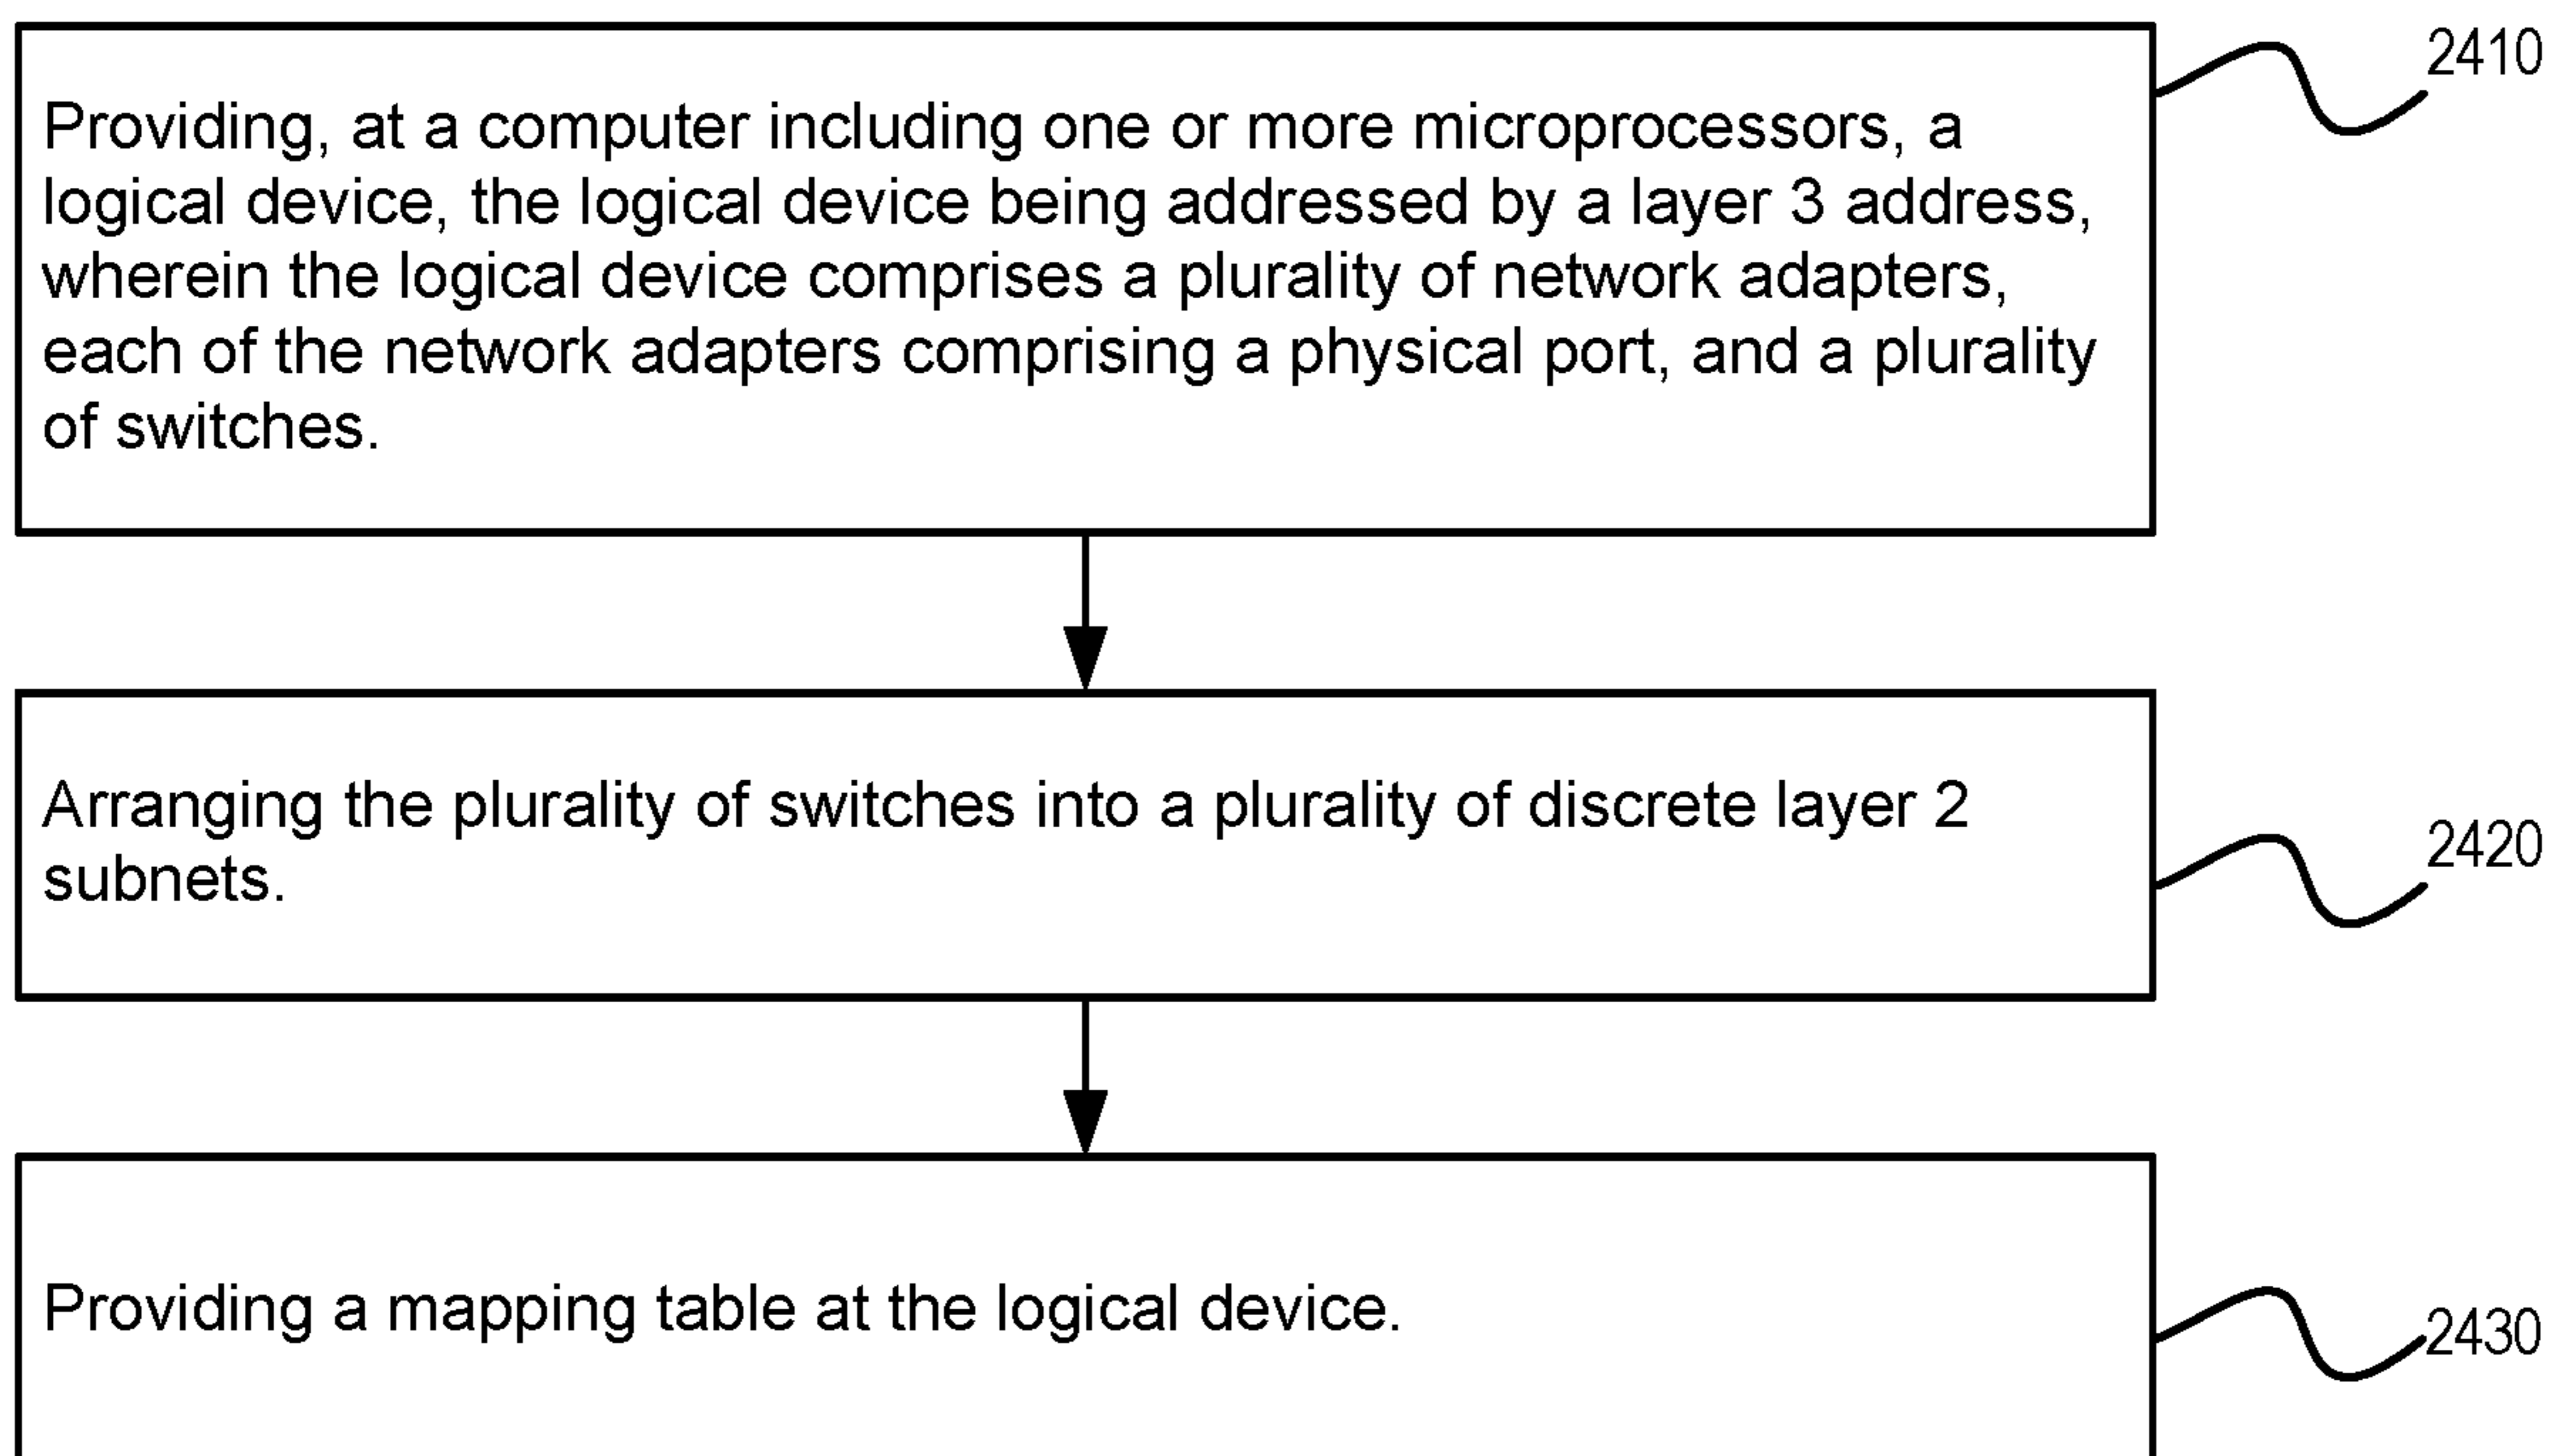 2410
Providing, at a computer including one or more microprocessors, a
logical device, the logical device being addressed by a layer 3 address,
wherein the logical device comprises a plurality of network adapters,
each of the network adapters comprising a physical port, and a plurality
of switches.
Arranging the plurality of switches into a plurality of discrete layer 2
subnets.
2420
Providing a mapping table at the logical device.
2430